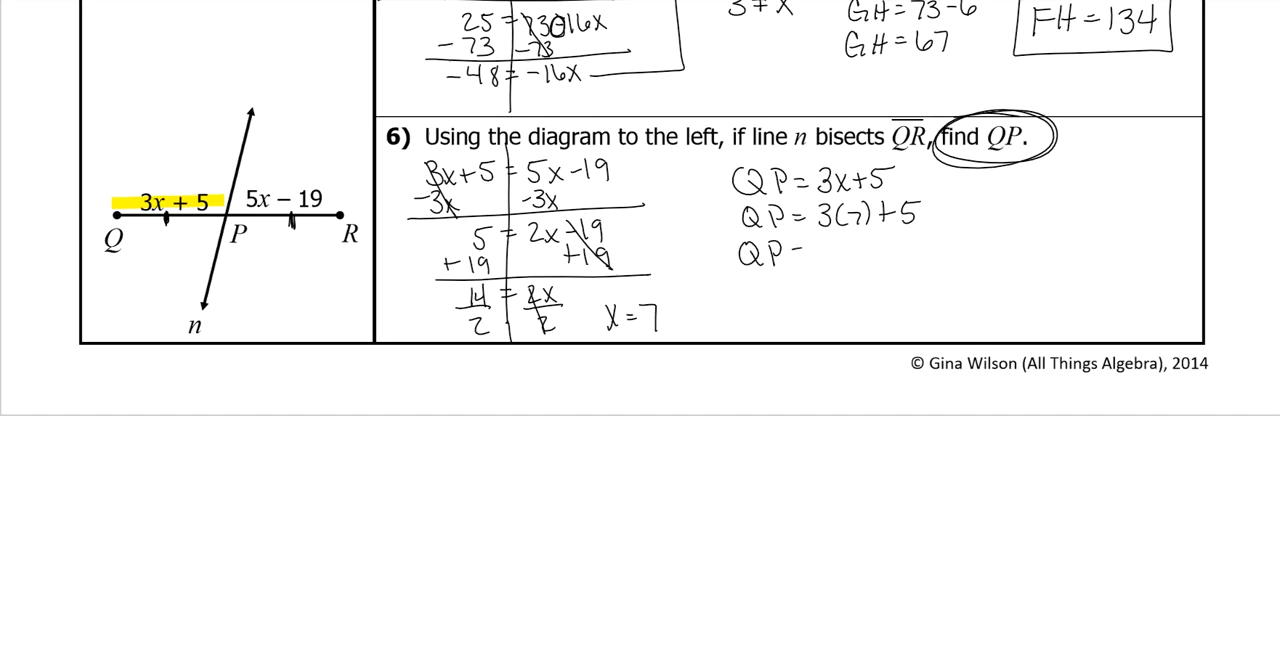 25 = 73-16x
-73 -73
-48 = -16x
3 = x
GH = 73-6
GH = 67
FH = 134
6) Using the diagram to the left, if line n bisects QR, find QP.
3x + 5
5x – 19
Q
P
R
n
3x+5 = 5x-19
-3x -3x
5 = 2x-19
+19 +19
14 = 2x
2 2
x = 7
QP = 3x+5
QP = 3(7)+5
QP -
© Gina Wilson (All Things Algebra), 2014